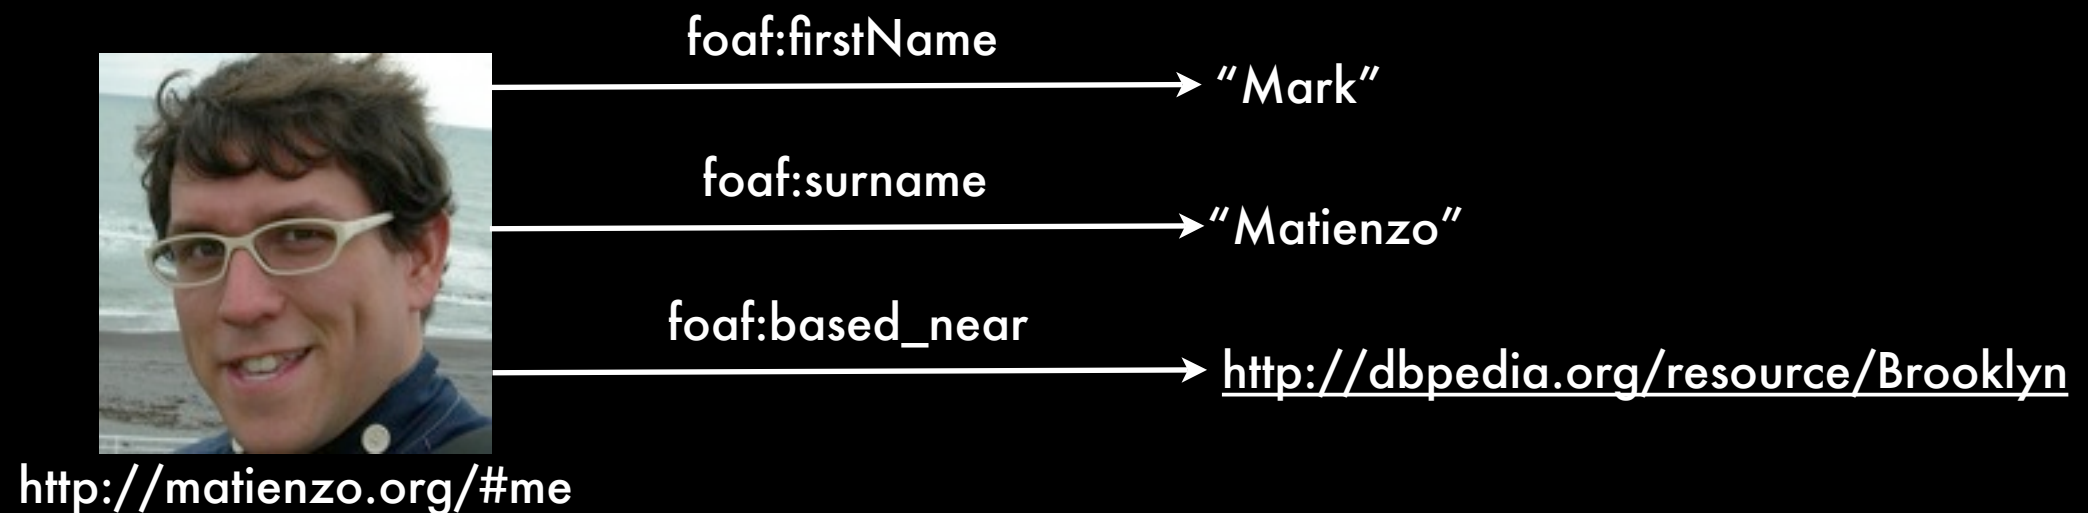 foaf:firstName
“Mark”
foaf:surname
“Matienzo”
foaf:based_near
http://dbpedia.org/resource/Brooklyn
http://matienzo.org/#me